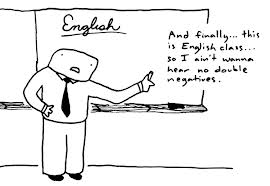 English
And finally... this
is English class...
so I ain't wanna
hear no double
negatives.